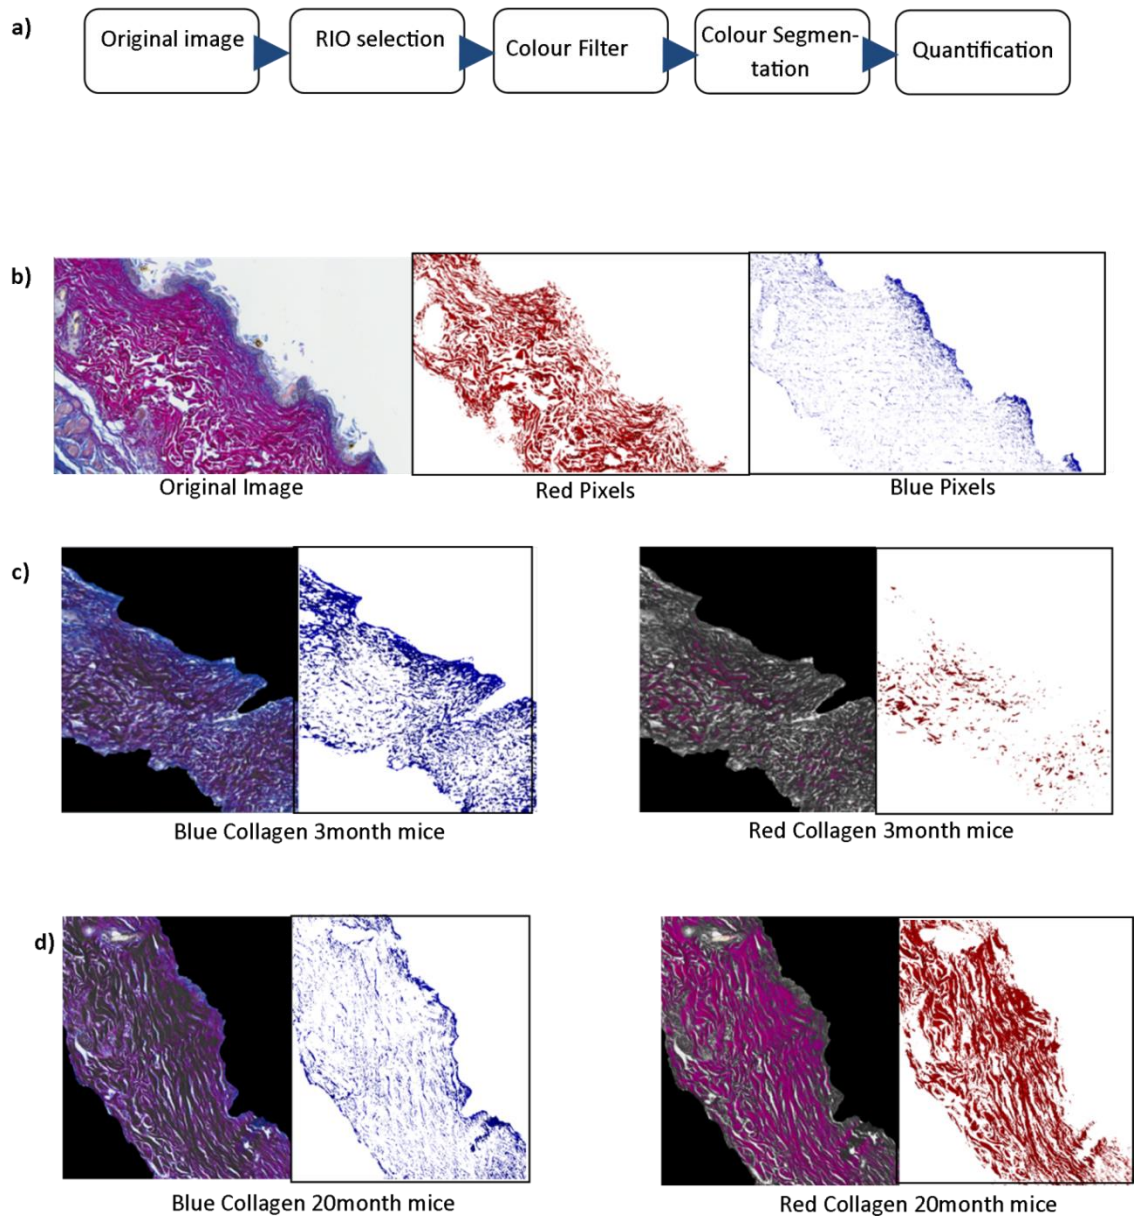 a)
Original image
RIO selection
Colour Filter
Colour Segmen-
tation
Quantification
b)
Original Image
Red Pixels
Blue Pixels
c)
Blue Collagen 3month mice
Red Collagen 3month mice
d)
Blue Collagen 20month mice
Red Collagen 20month mice